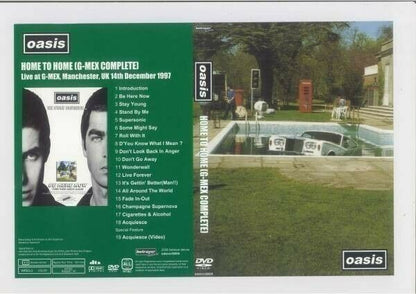 oasis
HOME TO HOME (G-MEX COMPLETE)
Live at G-MEX, Manchester, UK 14th December 1997
oasis
1 Introduction
2 Be Here Now
3 Stay Young
4 Stand By Me
5 Supersonic
6 Some Might Say
7 Roll With It
8 D'You Know What I Mean ?
9 Don't Look Back In Anger
10 Don't Go Away
11 Wonderwall
12 Live Forever
13 It's Gettin' Better(Man!!)
14 All Around The World
15 Fade In-Out
16 Champagne Supernova
17 Cigarettes & Alcohol
18 Acquiesce
Special Feature
19 Acquiesce (Video)
dts
DVD
ALL
oasis
HOME TO HOME (G-MEX COMPLETE)
DVD
oasis